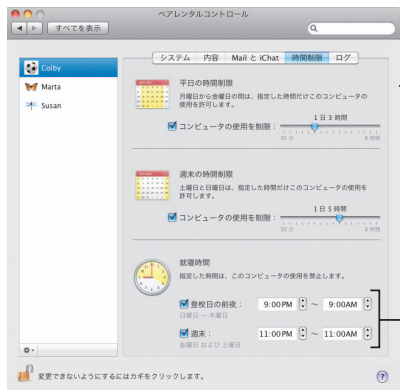 ペアレンタルコントロール
すべてを表示
システム 内容 Mail と iChat 時間制限 ログ
Colby
Marta
Susan
平日の時間制限
月曜日から金曜日の間は、指定した時間だけこのコンピュータの
使用を許可します。
1 日 3 時間
コンピュータの使用を制限：
30 分 8 時間
週末の時間制限
土曜日と日曜日は、指定した時間だけこのコンピュータの使用を
許可します。
1 日 5 時間
コンピュータの使用を制限：
30 分 8 時間
就寝時間
指定した時間は、このコンピュータの使用を禁止します。
登校日の前夜： 9:00PM ～ 9:00AM
日曜日 — 木曜日
週末： 11:00PM ～ 11:00AM
金曜日 および 土曜日
変更できないようにするにはカギをクリックします。
?